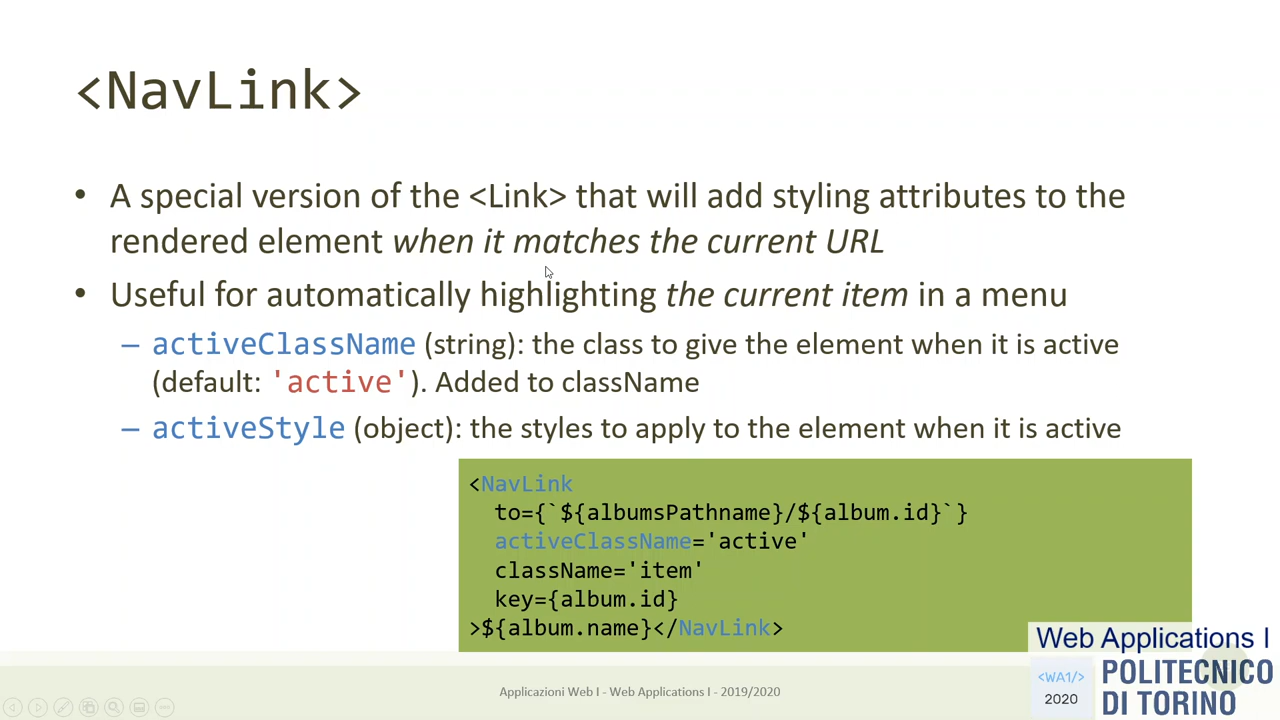 <NavLink>
• A special version of the <Link> that will add styling attributes to the
rendered element when it matches the current URL
• Useful for automatically highlighting the current item in a menu
– activeClassName (string): the class to give the element when it is active
(default: 'active'). Added to className
– activeStyle (object): the styles to apply to the element when it is active
<NavLink
to={`${albumsPathname}/${album.id}`}
activeClassName='active'
className='item'
key={album.id}
>${album.name}</NavLink>
Web Applications I
<WA1/>
2020
POLITECNICO
DI TORINO
Applicazioni Web I - Web Applications I - 2019/2020